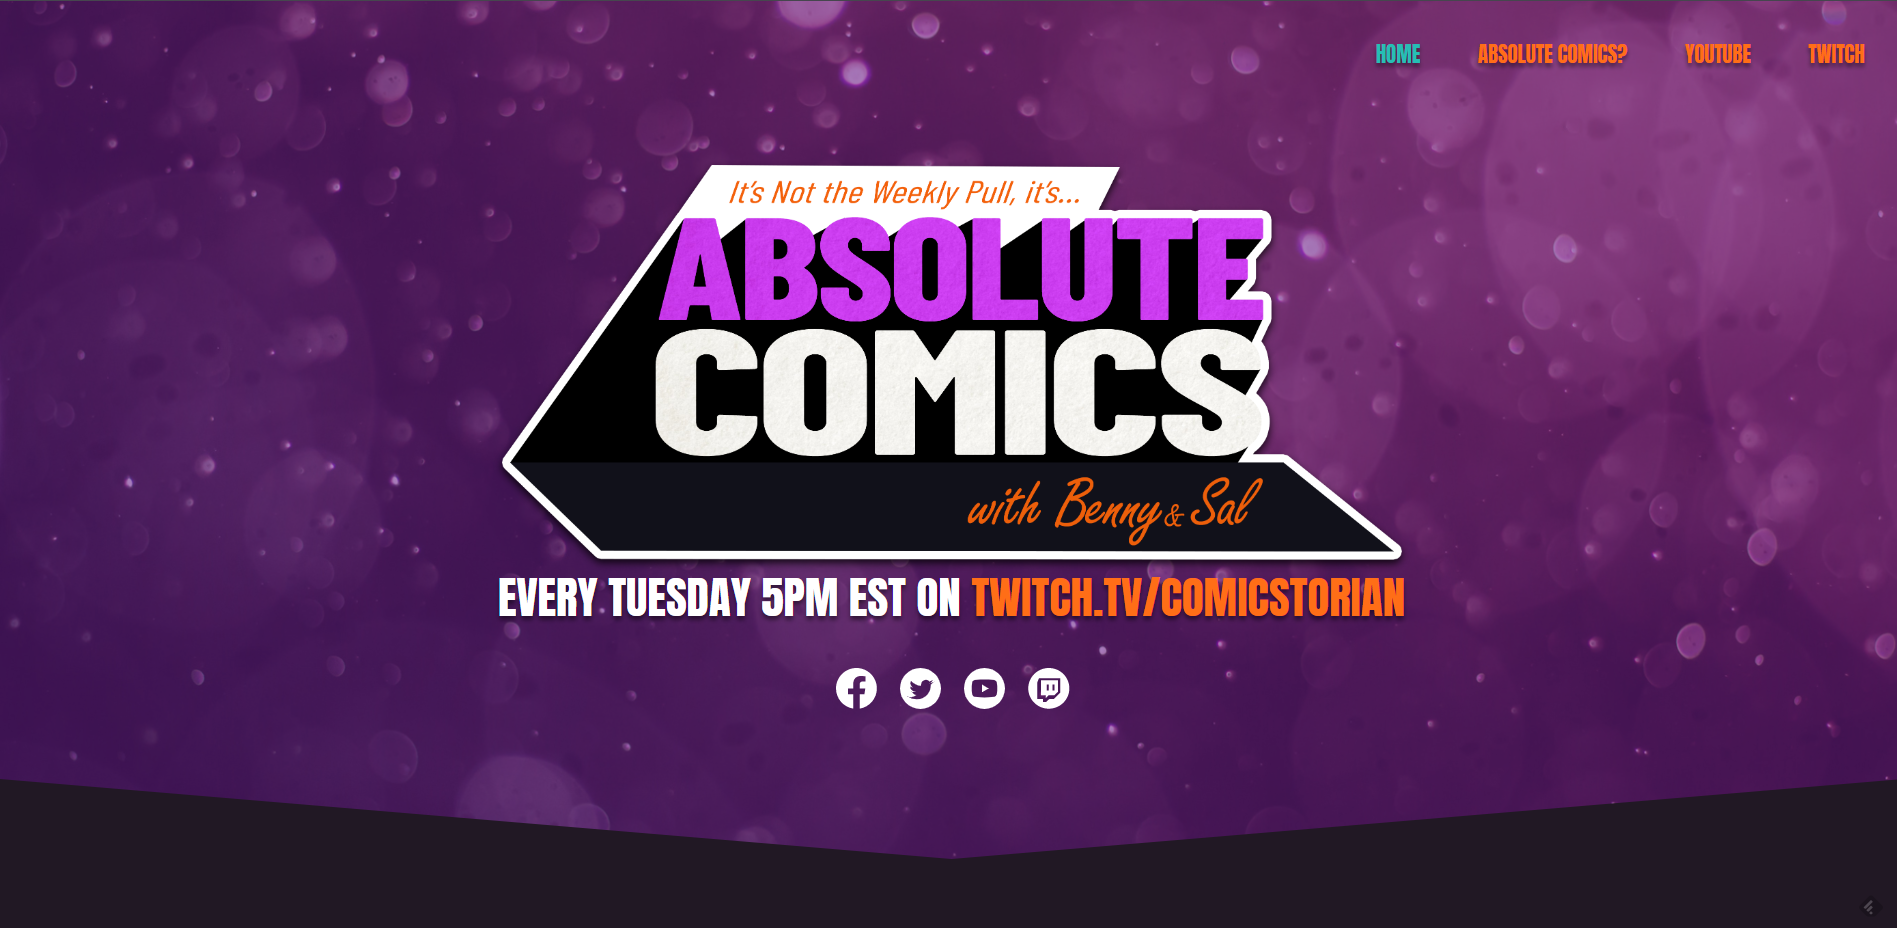 HOME ABSOLUTE COMICS? YOUTUBE TWITCH
It's Not the Weekly Pull, it's...
ABSOLUTE
COMICS
with Benny & Sal
EVERY TUESDAY 5PM EST ON TWITCH.TV/COMICSTORIAN